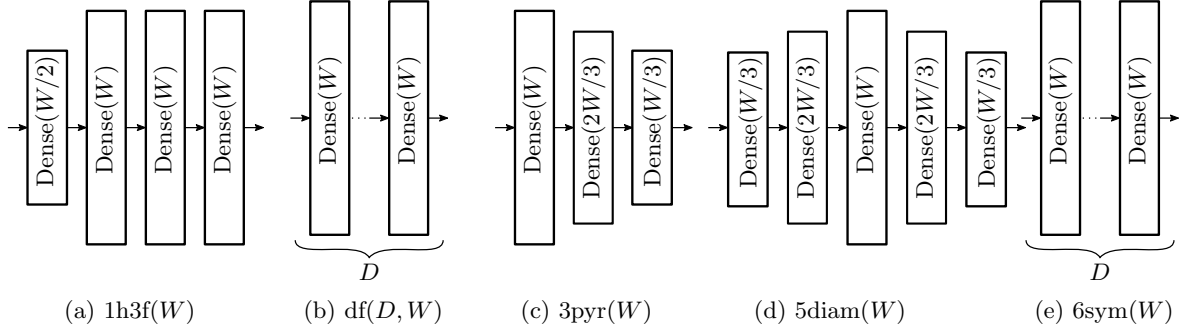 Dense(W/2)
Dense(W)
Dense(W)
Dense(W)
Dense(W)
Dense(W)
Dense(W)
Dense(2W/3)
Dense(W/3)
Dense(W/3)
Dense(2W/3)
Dense(W)
Dense(2W/3)
Dense(W/3)
Dense(W)
Dense(W)
D
D
(a) 1h3f(W)
(b) df(D, W)
(c) 3pyr(W)
(d) 5diam(W)
(e) 6sym(W)